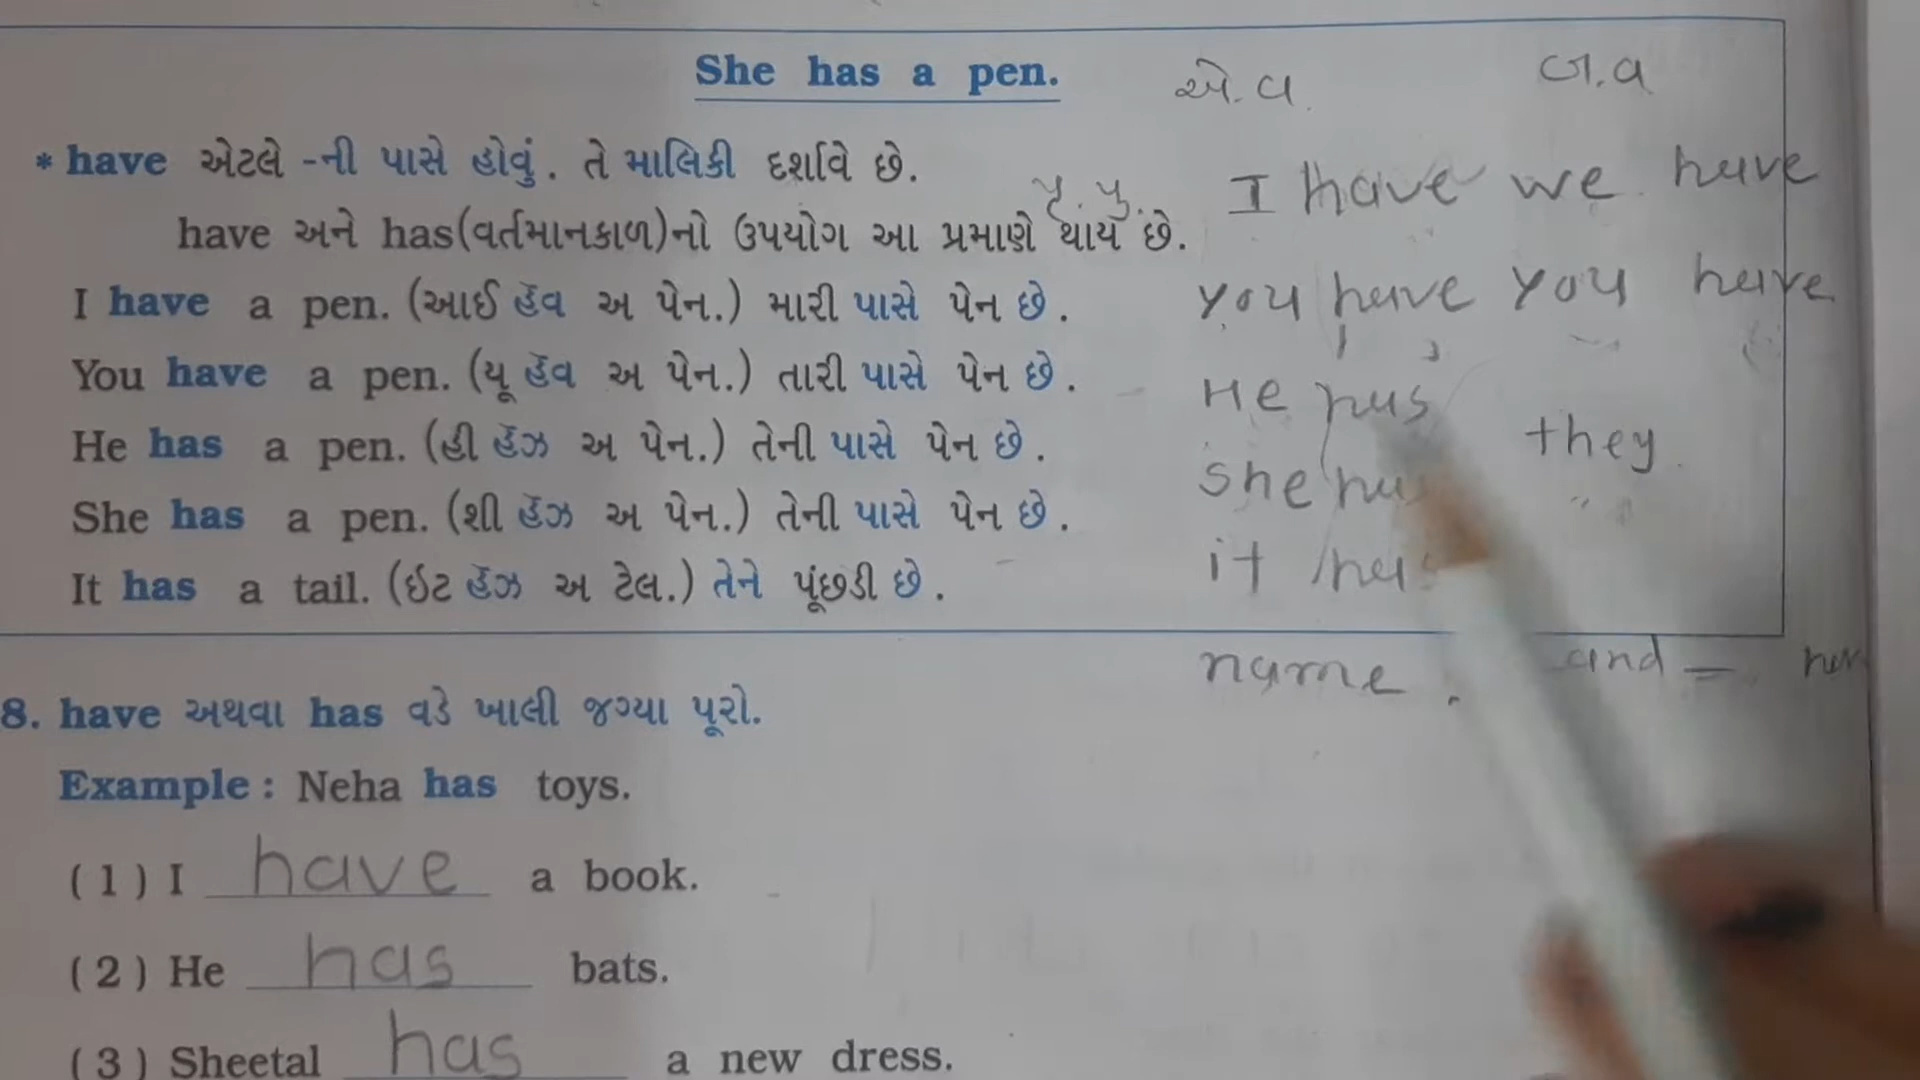 She has a pen.
એ.વ. બ.વ
* have એટલે -ની પાસે હોવું. તે માલિકી દર્શાવે છે.
I have we have
have અને has(વર્તમાનકાળ)નો ઉપયોગ આ પ્રમાણે થાય છે.
I have a pen. (આઈ હૅવ અ પેન.) મારી પાસે પેન છે.
you have you have
You have a pen. (યૂ હૅવ અ પેન.) તારી પાસે પેન છે.
He has
He has a pen. (હી હૅઝ અ પેન.) તેની પાસે પેન છે.
they
She has a pen. (શી હૅઝ અ પેન.) તેની પાસે પેન છે.
she has
It has a tail. (ઇટ હૅઝ અ ટેલ.) તેને પૂંછડી છે.
it has
name. and –
8. have અથવા has વડે ખાલી જગ્યા પૂરો.
Example : Neha has toys.
( 1 ) I have a book.
( 2 ) He has bats.
( 3 ) Sheetal has a new dress.